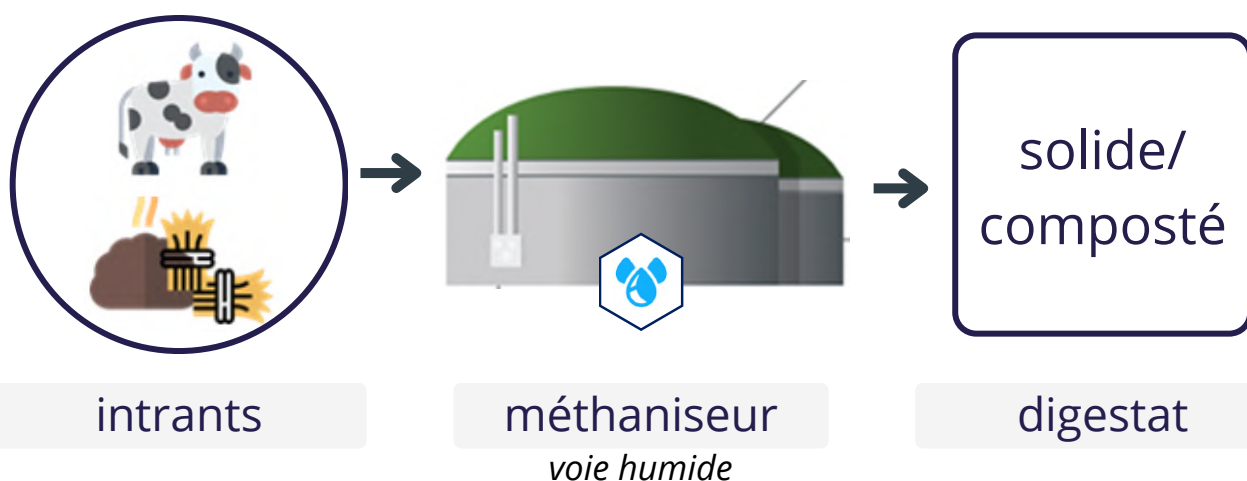 solide/
composté
intrants
méthaniseur
digestat
voie humide